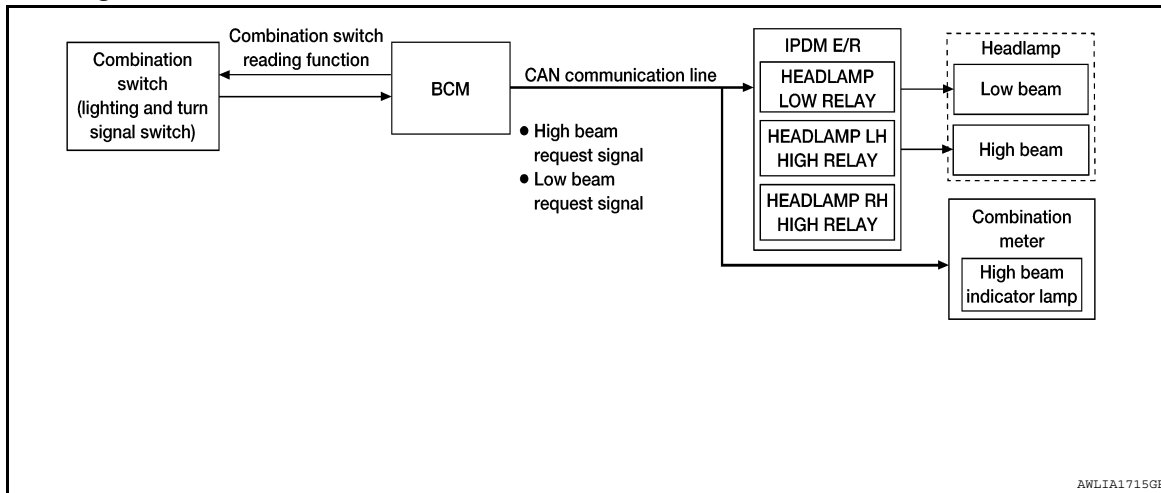 Combination
switch
(lighting and turn
signal switch)
Combination switch
reading function
BCM
CAN communication line
● High beam
request signal
● Low beam
request signal
IPDM E/R
HEADLAMP
LOW RELAY
HEADLAMP LH
HIGH RELAY
HEADLAMP RH
HIGH RELAY
Headlamp
Low beam
High beam
Combination
meter
High beam
indicator lamp